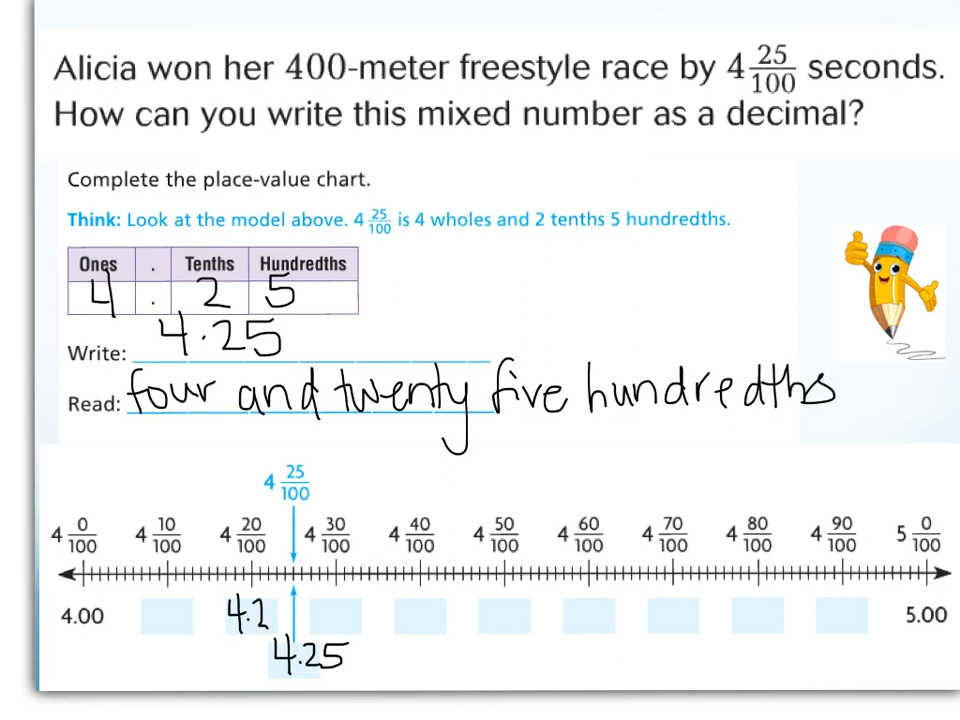 Alicia won her 400-meter freestyle race by 4 25/100 seconds.
How can you write this mixed number as a decimal?
Complete the place-value chart.
Think: Look at the model above. 4 25/100 is 4 wholes and 2 tenths 5 hundredths.
Ones . Tenths Hundredths
4 . 2 5
Write: 4.25
Read: four and twenty five hundredths
4 25/100
4 0/100 4 10/100 4 20/100 4 30/100 4 40/100 4 50/100 4 60/100 4 70/100 4 80/100 4 90/100 5 0/100
4.00 4.2 5.00
4.25